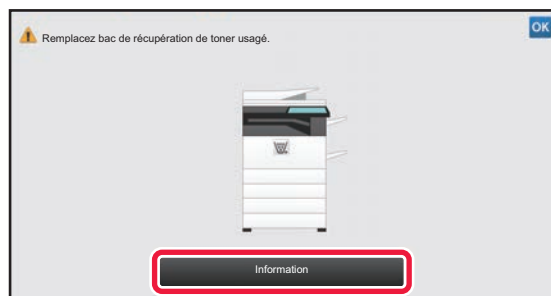 Remplacez bac de récupération de toner usagé.
OK
Information